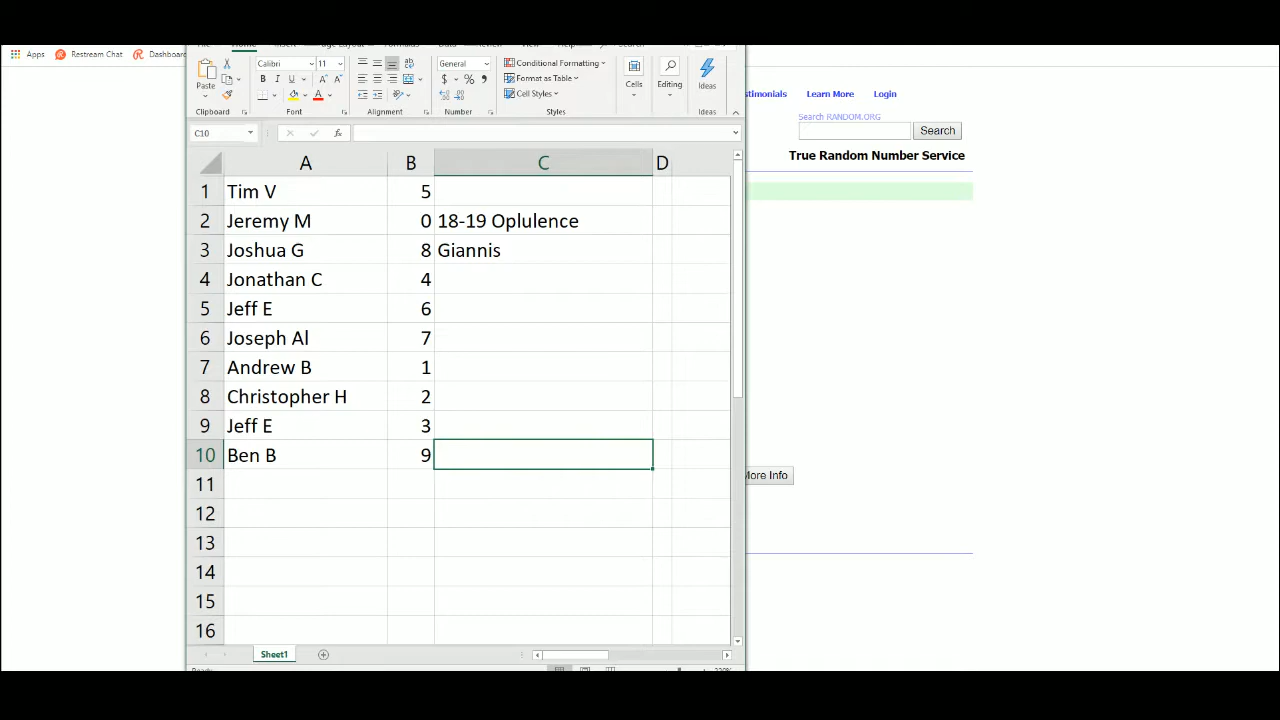 Apps Restream Chat Dashboar
Calibri 11 General Conditional Formatting
Paste B I U $ % Format as Table Cells Editing Ideas
Cell Styles
Clipboard Font Alignment Number Styles Ideas
C10
A B C D
1 Tim V 5
2 Jeremy M 0 18-19 Oplulence
3 Joshua G 8 Giannis
4 Jonathan C 4
5 Jeff E 6
6 Joseph Al 7
7 Andrew B 1
8 Christopher H 2
9 Jeff E 3
10 Ben B 9
11
12
13
14
15
16
Sheet1
stimonials Learn More Login
Search RANDOM.ORG
Search
True Random Number Service
More Info